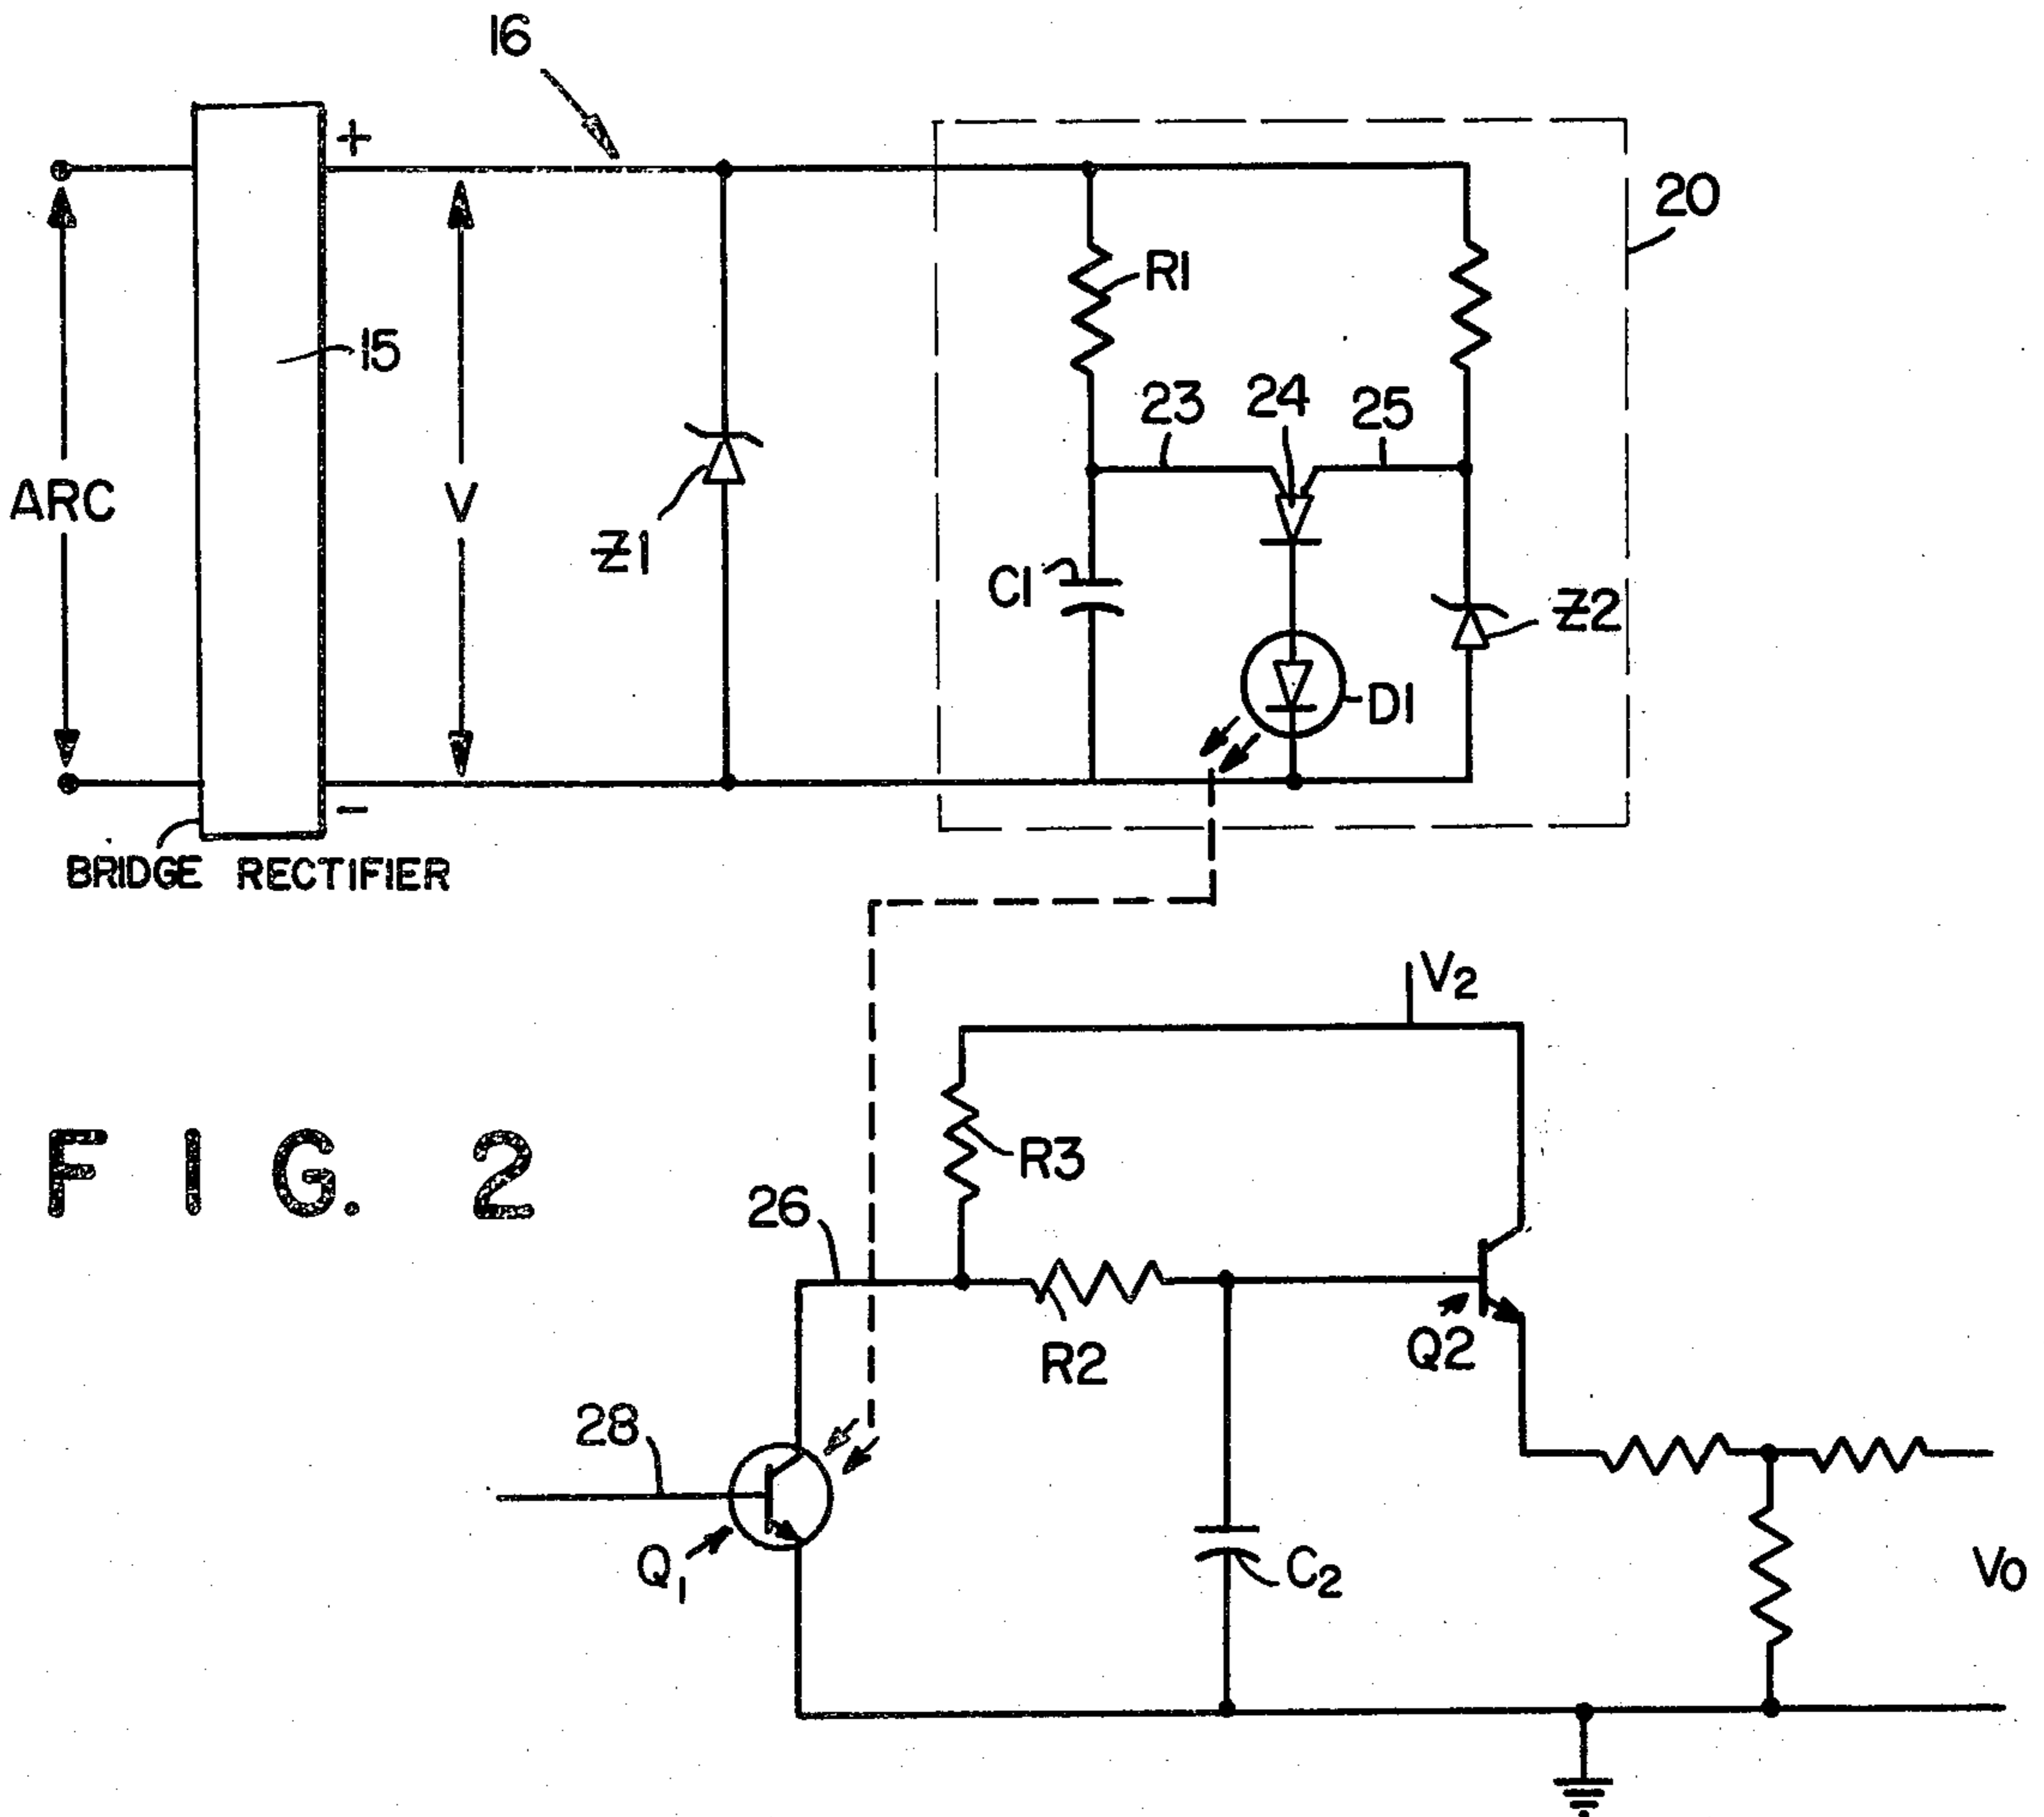 16
+
20
R1
15
23 24 25
ARC
V
Z1
C1
Z2
D1
-
BRIDGE RECTIFIER
V2
R3
FIG. 2
26
R2
Q2
28
Q1
C2
Vo